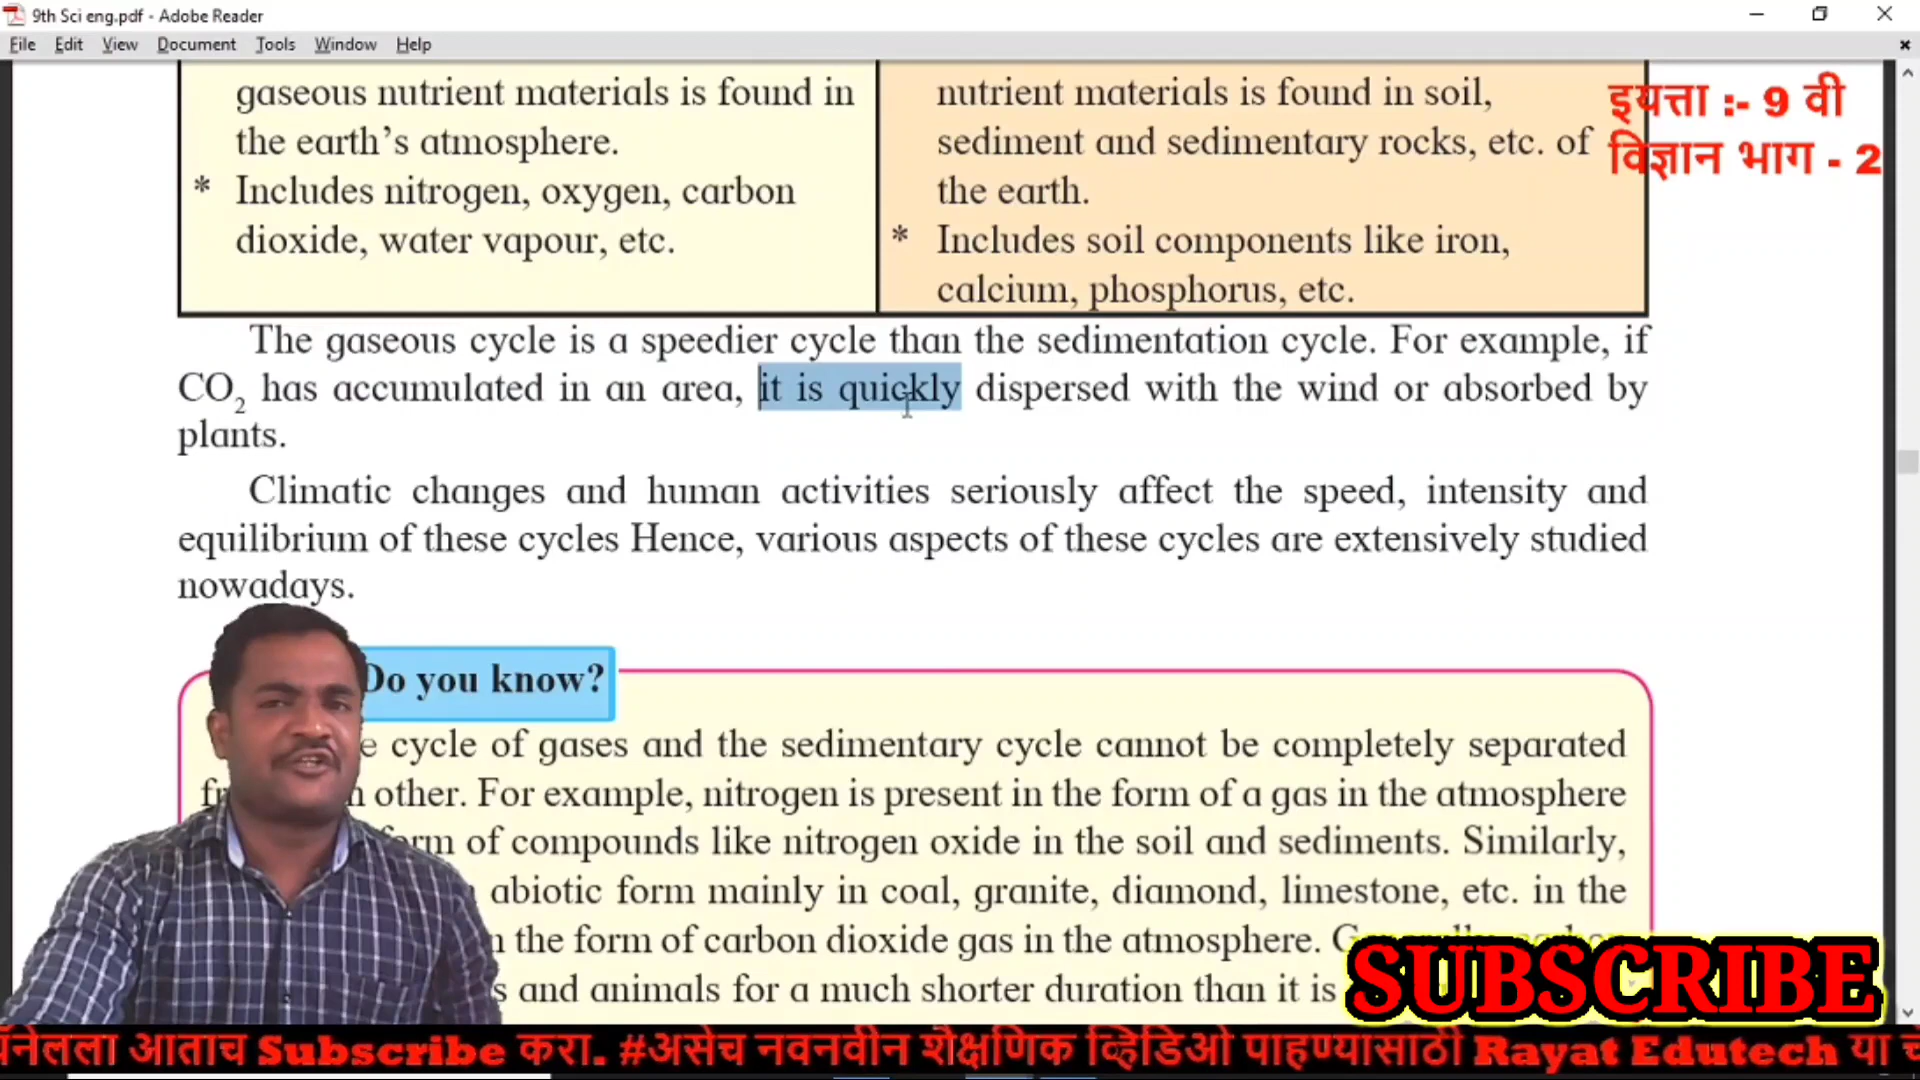 9th Sci eng.pdf - Adobe Reader
File Edit View Document Tools Window Help
gaseous nutrient materials is found in
the earth’s atmosphere.
* Includes nitrogen, oxygen, carbon
dioxide, water vapour, etc.
nutrient materials is found in soil,
sediment and sedimentary rocks, etc. of
the earth.
* Includes soil components like iron,
calcium, phosphorus, etc.
इयत्ता :- 9 वी
विज्ञान भाग - 2
The gaseous cycle is a speedier cycle than the sedimentation cycle. For example, if
CO₂ has accumulated in an area, it is quickly dispersed with the wind or absorbed by
plants.
Climatic changes and human activities seriously affect the speed, intensity and
equilibrium of these cycles Hence, various aspects of these cycles are extensively studied
nowadays.
Do you know?
cycle of gases and the sedimentary cycle cannot be completely separated
other. For example, nitrogen is present in the form of a gas in the atmosphere
of compounds like nitrogen oxide in the soil and sediments. Similarly,
abiotic form mainly in coal, granite, diamond, limestone, etc. in the
the form of carbon dioxide gas in the atmosphere.
and animals for a much shorter duration than it is
SUBSCRIBE
आताच Subscribe करा. #असेच नवनवीन शैक्षणिक व्हिडिओ पाहण्यासाठी Rayat Edutech या